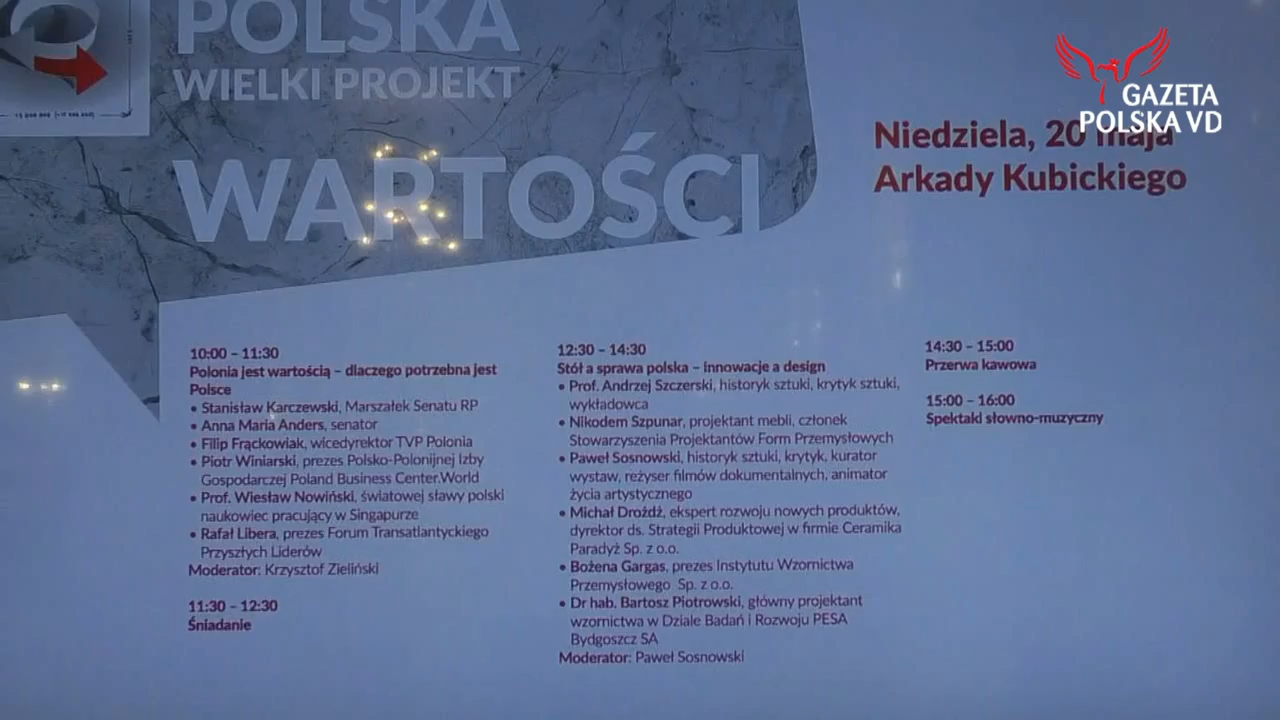 POLSKA
WIELKI PROJEKT
WARTOŚCI
GAZETA
POLSKA VD
Niedziela, 20 maja
Arkady Kubickiego
10:00 – 11:30
Polonia jest wartością – dlaczego potrzebna jest
Polsce
• Stanisław Karczewski, Marszałek Senatu RP
• Anna Maria Anders, senator
• Filip Frąckowiak, wicedyrektor TVP Polonia
• Piotr Winiarski, prezes Polsko-Polonijnej Izby
Gospodarczej Poland Business Center.World
• Prof. Wiesław Nowiński, światowej sławy polski
naukowiec pracujący w Singapurze
• Rafał Libera, prezes Forum Transatlantyckiego
Przyszłych Liderów
Moderator: Krzysztof Zieliński
11:30 – 12:30
Śniadanie
12:30 – 14:30
Stół a sprawa polska – innowacje a design
• Prof. Andrzej Szczerski, historyk sztuki, krytyk sztuki,
wykładowca
• Nikodem Szpunar, projektant mebli, członek
Stowarzyszenia Projektantów Form Przemysłowych
• Paweł Sosnowski, historyk sztuki, krytyk, kurator
wystaw, reżyser filmów dokumentalnych, animator
życia artystycznego
• Michał Drożdż, ekspert rozwoju nowych produktów,
dyrektor ds. Strategii Produktowej w firmie Ceramika
Paradyż Sp. z o.o.
• Bożena Gargas, prezes Instytutu Wzornictwa
Przemysłowego Sp. z o.o.
• Dr hab. Bartosz Piotrowski, główny projektant
wzornictwa w Dziale Badań i Rozwoju PESA
Bydgoszcz SA
Moderator: Paweł Sosnowski
14:30 – 15:00
Przerwa kawowa
15:00 – 16:00
Spektakl słowno-muzyczny